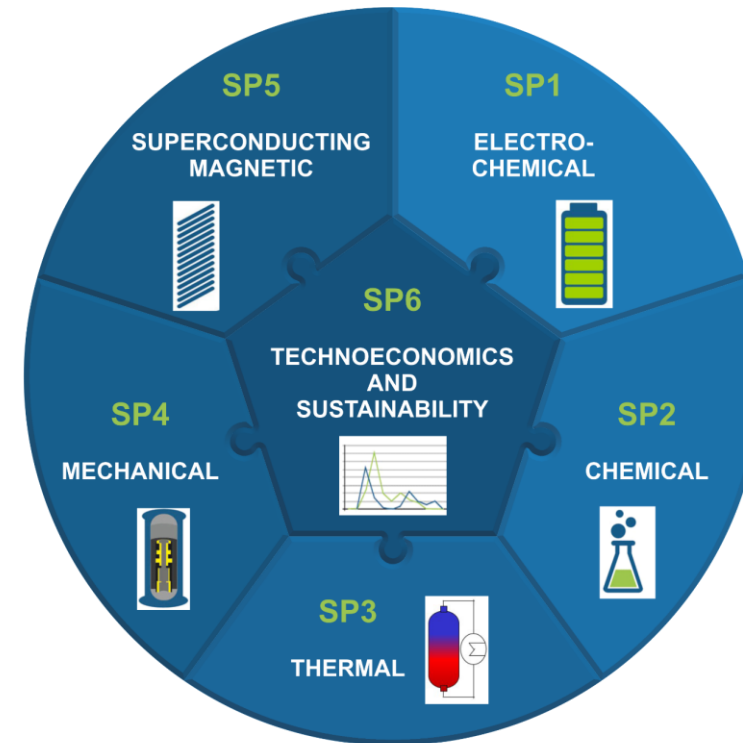 SP5
SUPERCONDUCTING
MAGNETIC
SP1
ELECTRO-
CHEMICAL
SP6
TECHNOECONOMICS
AND
SUSTAINABILITY
SP4
MECHANICAL
SP2
CHEMICAL
SP3
THERMAL